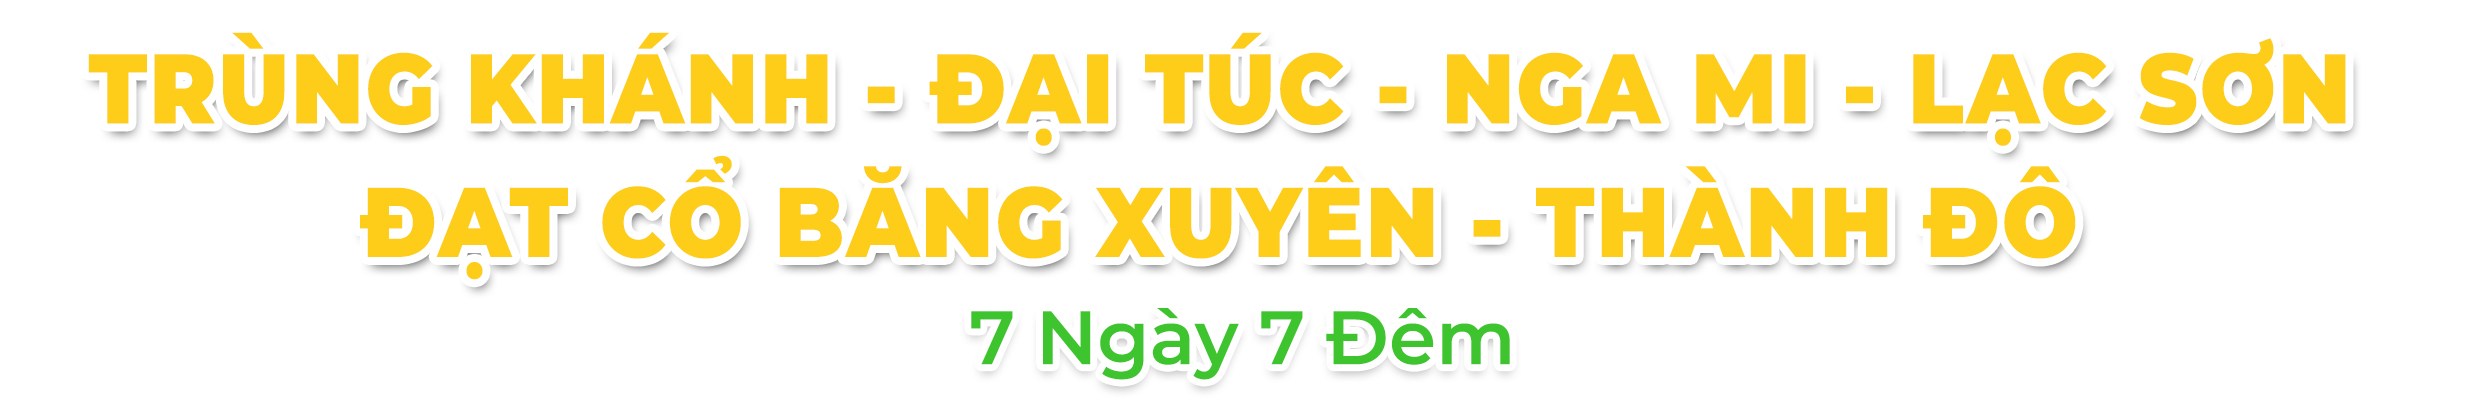 TRÙNG KHÁNH - ĐẠI TÚC - NGA MI - LẠC SƠN
ĐẠT CỔ BĂNG XUYÊN - THÀNH ĐÔ
7 Ngày 7 Đêm